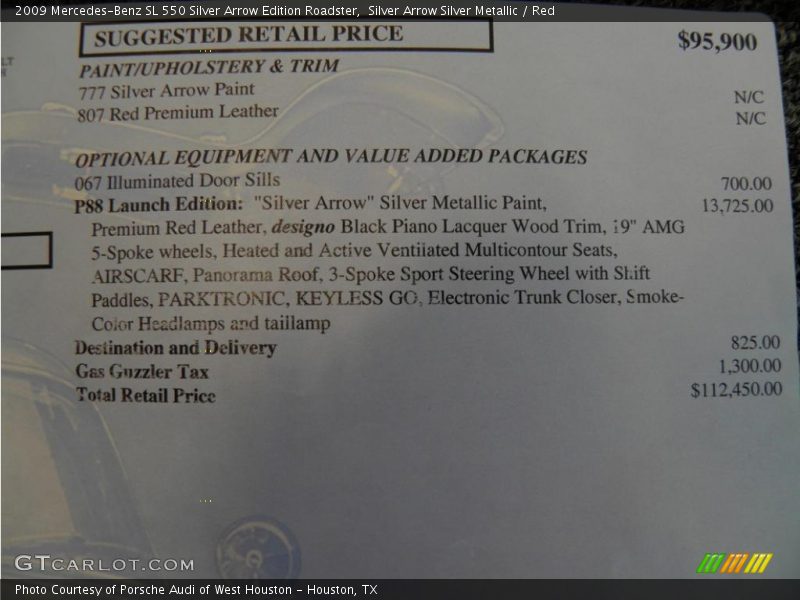 2009 Mercedes-Benz SL 550 Silver Arrow Edition Roadster,  Silver Arrow Silver Metallic / Red
SUGGESTED RETAIL PRICE $95,900
PAINT/UPHOLSTERY & TRIM
777 Silver Arrow Paint N/C
807 Red Premium Leather N/C
OPTIONAL EQUIPMENT AND VALUE ADDED PACKAGES
067 Illuminated Door Sills 700.00
P88 Launch Edition: "Silver Arrow" Silver Metallic Paint, 13,725.00
Premium Red Leather, designo Black Piano Lacquer Wood Trim, 19" AMG
5-Spoke wheels, Heated and Active Ventilated Multicontour Seats,
AIRSCARF, Panorama Roof, 3-Spoke Sport Steering Wheel with Shift
Paddles, PARKTRONIC, KEYLESS GO, Electronic Trunk Closer, Smoke-
Color Headlamps and taillamp
Destination and Delivery 825.00
Gas Guzzler Tax 1,300.00
Total Retail Price $112,450.00
GTCARLOT.COM
Photo Courtesy of Porsche Audi of West Houston - Houston, TX